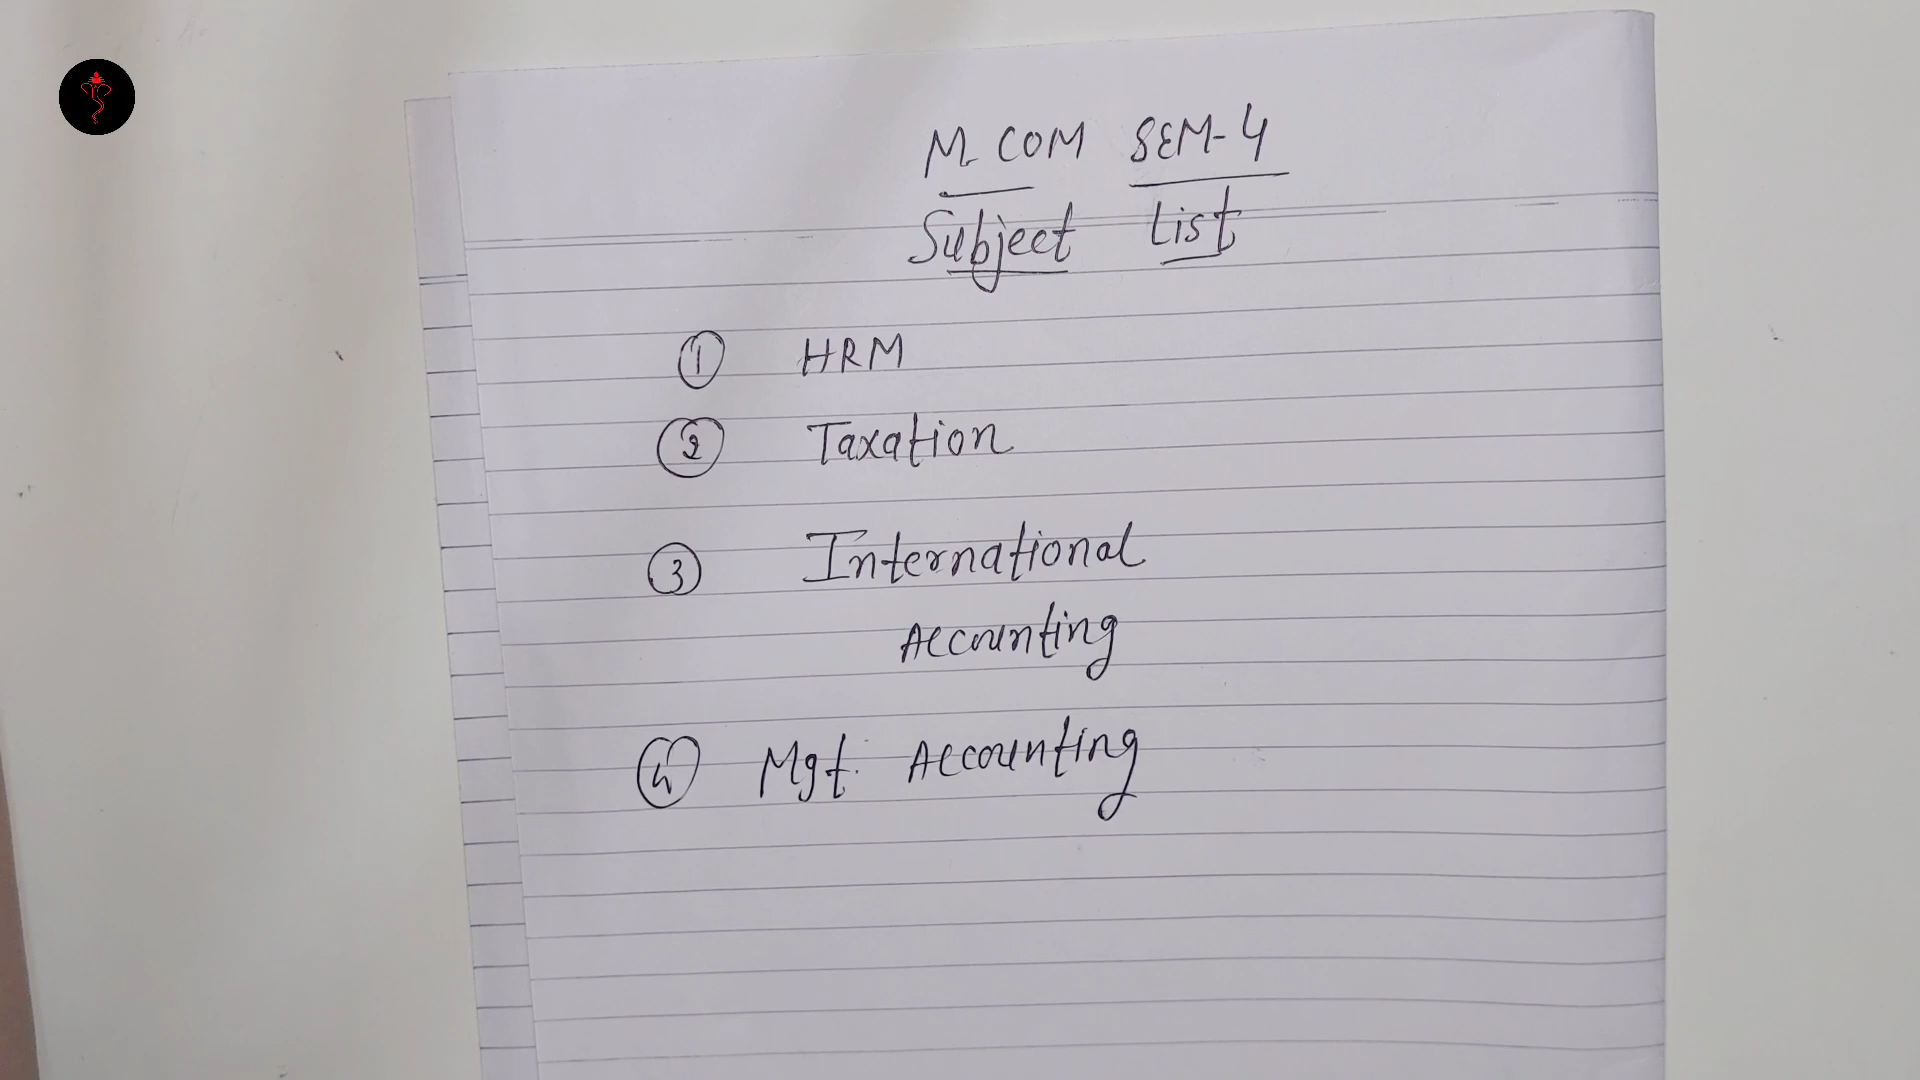 M. COM SEM-4
Subject List
1 HRM
2 Taxation
3 International
Accounting
4 Mgt. Accounting